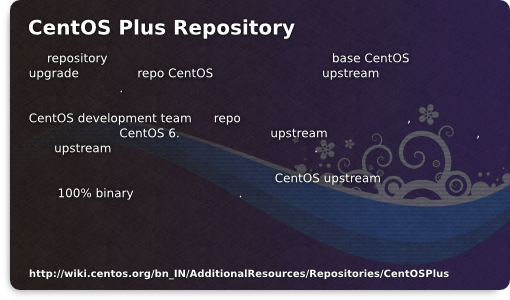 CentOS Plus Repository
repository base CentOS
upgrade repo CentOS upstream
.
CentOS development team repo ,
CentOS 6. upstream ,
upstream .
CentOS upstream
100% binary .
http://wiki.centos.org/bn_IN/AdditionalResources/Repositories/CentOSPlus